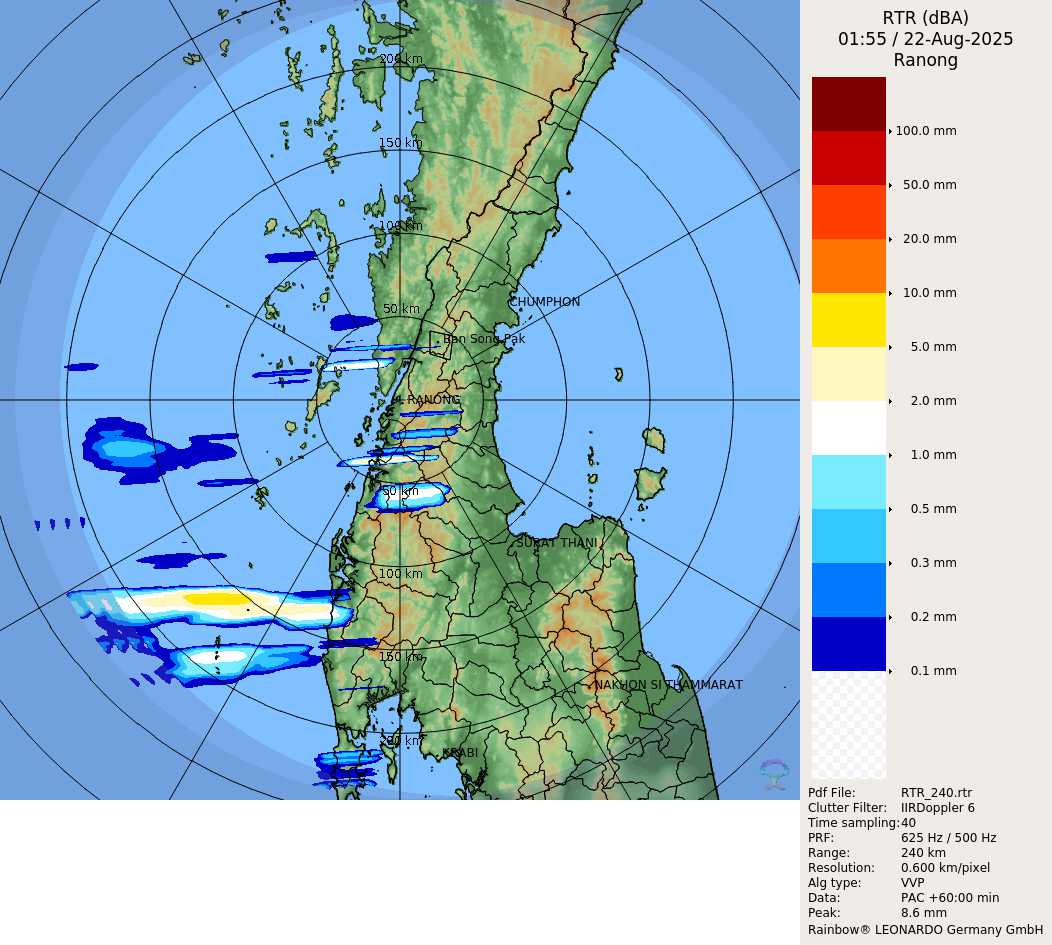 200 km
150 km
100 km
50 km
CHUMPHON
Ban Song Pak
RANONG
50 km
SURAT THANI
100 km
150 km
NAKHON SI THAMMARAT
200 km
KRABI
RTR (dBA)
01:55 / 22-Aug-2025
Ranong
100.0 mm
50.0 mm
20.0 mm
10.0 mm
5.0 mm
2.0 mm
1.0 mm
0.5 mm
0.3 mm
0.2 mm
0.1 mm
Pdf File: RTR_240.rtr
Clutter Filter: IIRDoppler 6
Time sampling:40
PRF: 625 Hz / 500 Hz
Range: 240 km
Resolution: 0.600 km/pixel
Alg type: VVP
Data: PAC +60:00 min
Peak: 8.6 mm
Rainbow® LEONARDO Germany GmbH